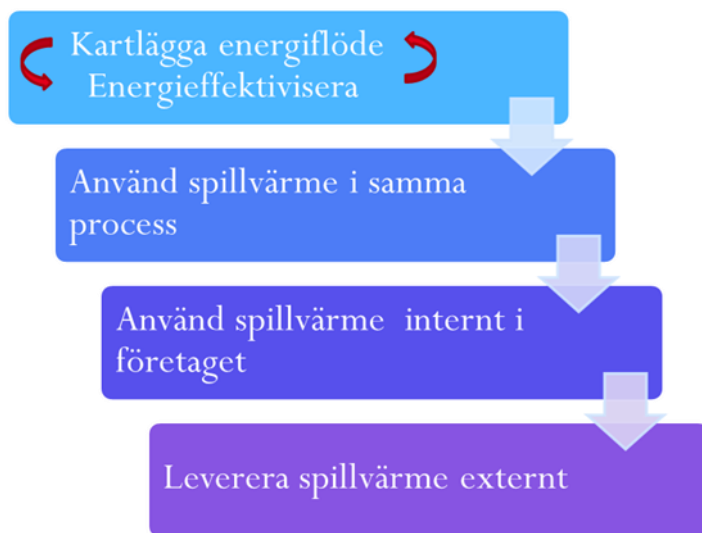 Kartlägga energiflöde
Energieffektivisera
Använd spillvärme i samma
process
Använd spillvärme internt i
företaget
Leverera spillvärme externt